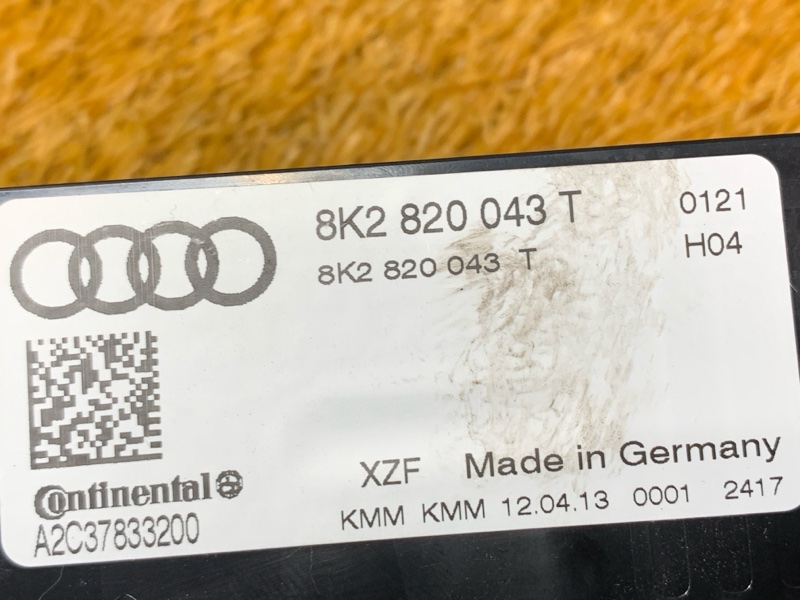 8K2 820 043 T 0121
8K2 820 043 T H04
Continental
A2C37833200
XZF Made in Germany
KMM KMM 12.04.13 0001 2417